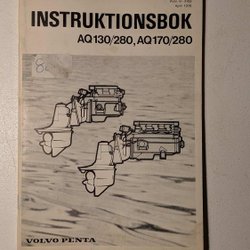 INSTRUKTIONSBOK
AQ130/280, AQ170/280
VOLVO PENTA